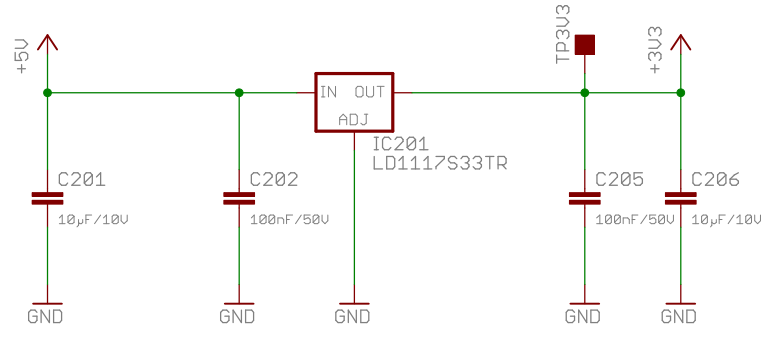 +5V
TP3V3
+3V3
IN OUT
ADJ
IC201
LD1117S33TR
C201
10µF/10V
C202
100nF/50V
C205
100nF/50V
C206
10µF/10V
GND
GND
GND
GND
GND